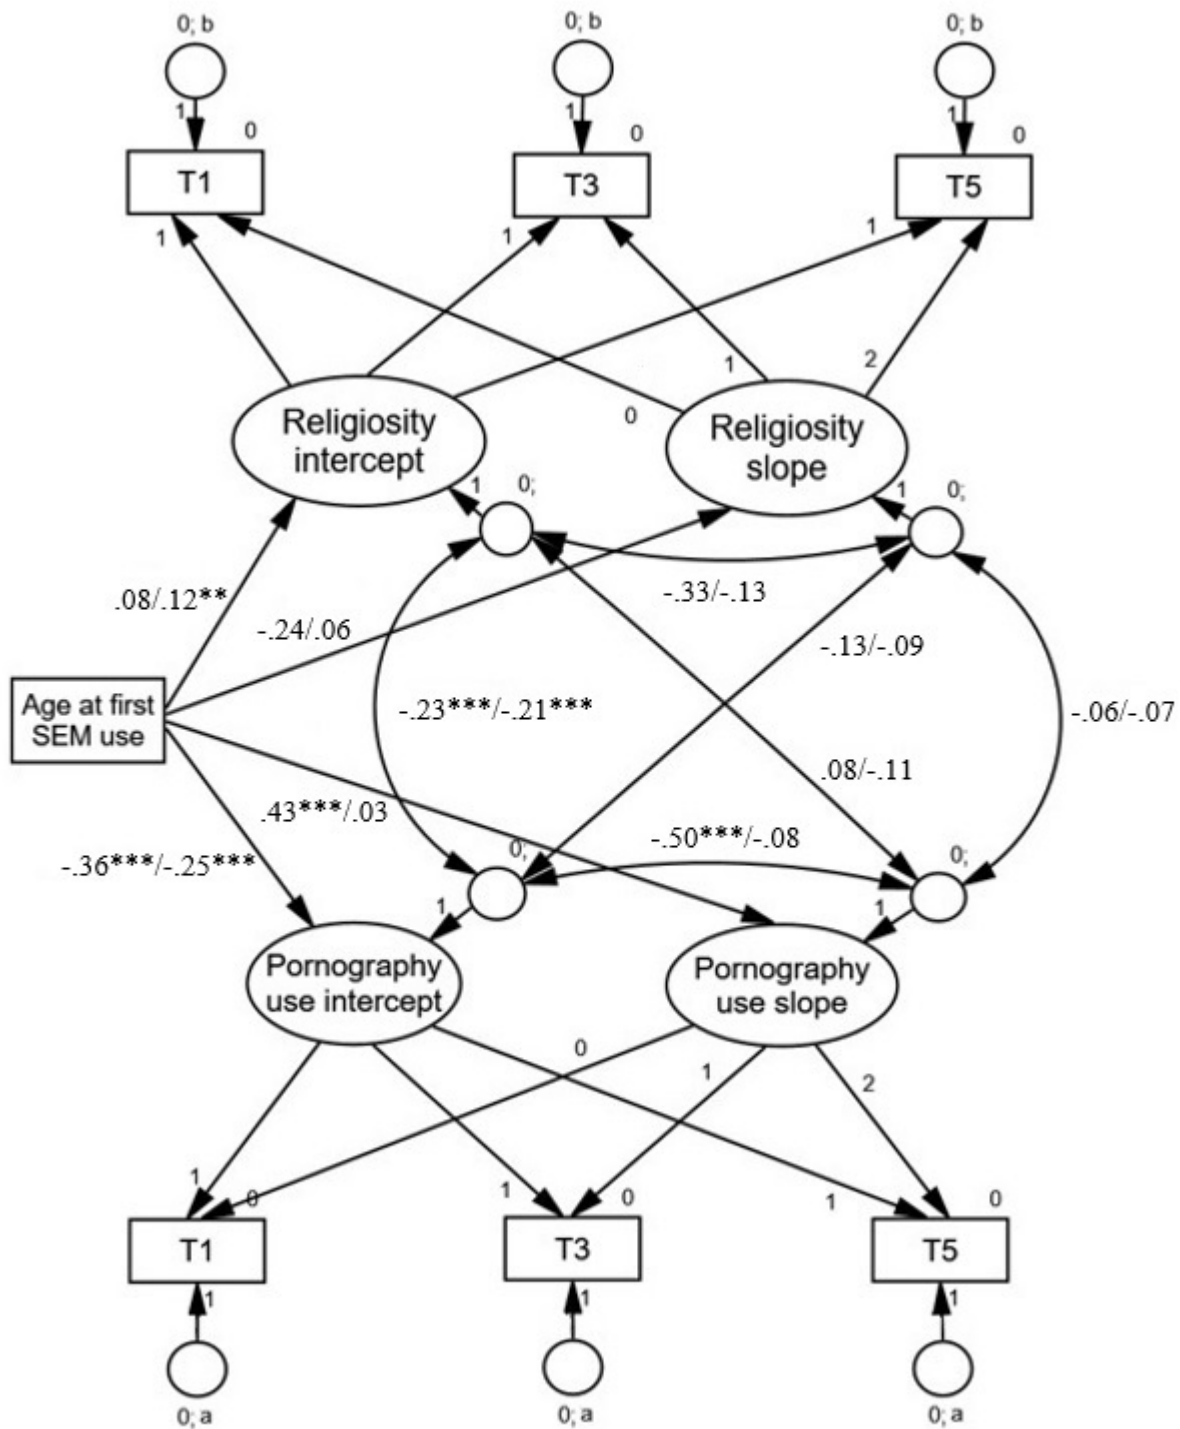 0; b
0; b
0; b
1
1
1
0
0
0
T1
T3
T5
1
1
1
0
1
2
Religiosity
intercept
Religiosity
slope
1
0;
1
0;
.08/.12**
-.24/.06
-.33/-.13
-.13/-.09
Age at first
SEM use
-.23***/-.21***
-.06/-.07
.08/-.11
.43***/.03
-.50***/-.08
-.36***/-.25***
0;
0;
1
1
Pornography
use intercept
Pornography
use slope
0
1
2
1
0
1
0
1
0
T1
T3
T5
1
1
1
0; a
0; a
0; a